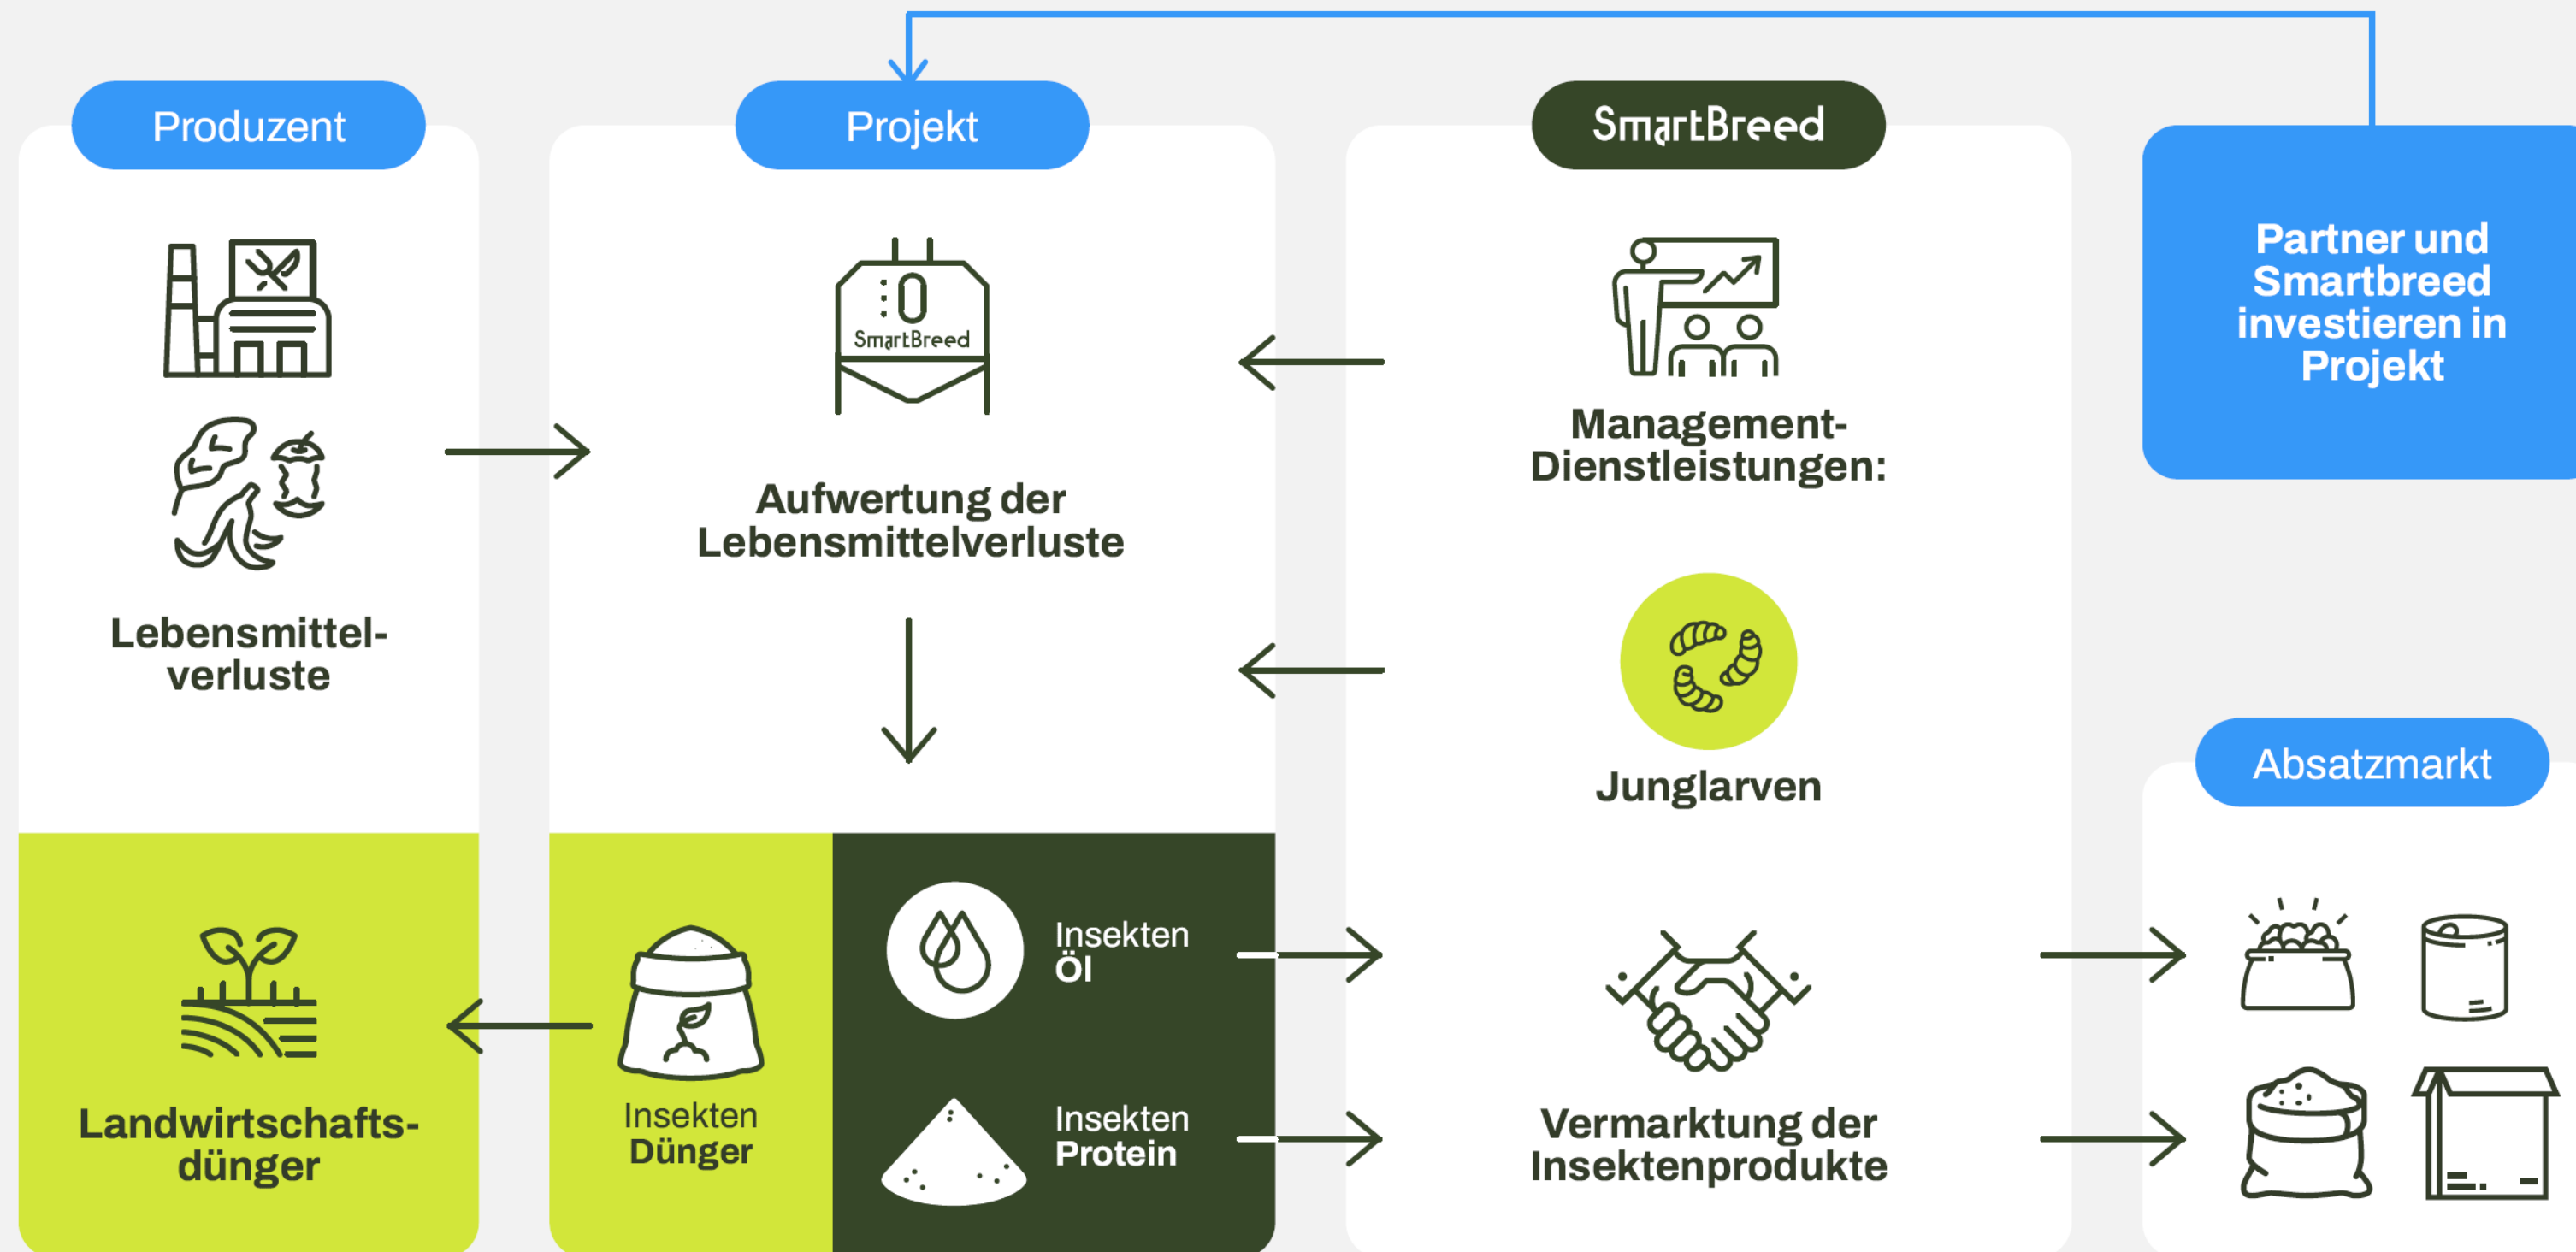 Produzent
Lebensmittel-
verluste
Landwirtschafts-
dünger
Projekt
SmartBreed
Aufwertung der
Lebensmittelverluste
Insekten
Dünger
Insekten
Öl
Insekten
Protein
SmartBreed
Management-
Dienstleistungen:
Junglarven
Vermarktung der
Insektenprodukte
Partner und
Smartbreed
investieren in
Projekt
Absatzmarkt